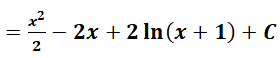 = x²/2 − 2x + 2 ln(x + 1) + C